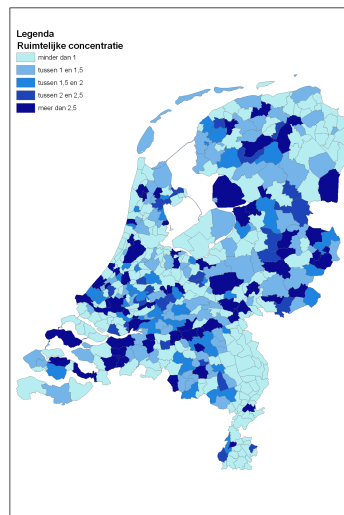 Legenda
Ruimtelijke concentratie
minder dan 1
tussen 1 en 1,5
tussen 1,5 en 2
tussen 2 en 2,5
meer dan 2,5